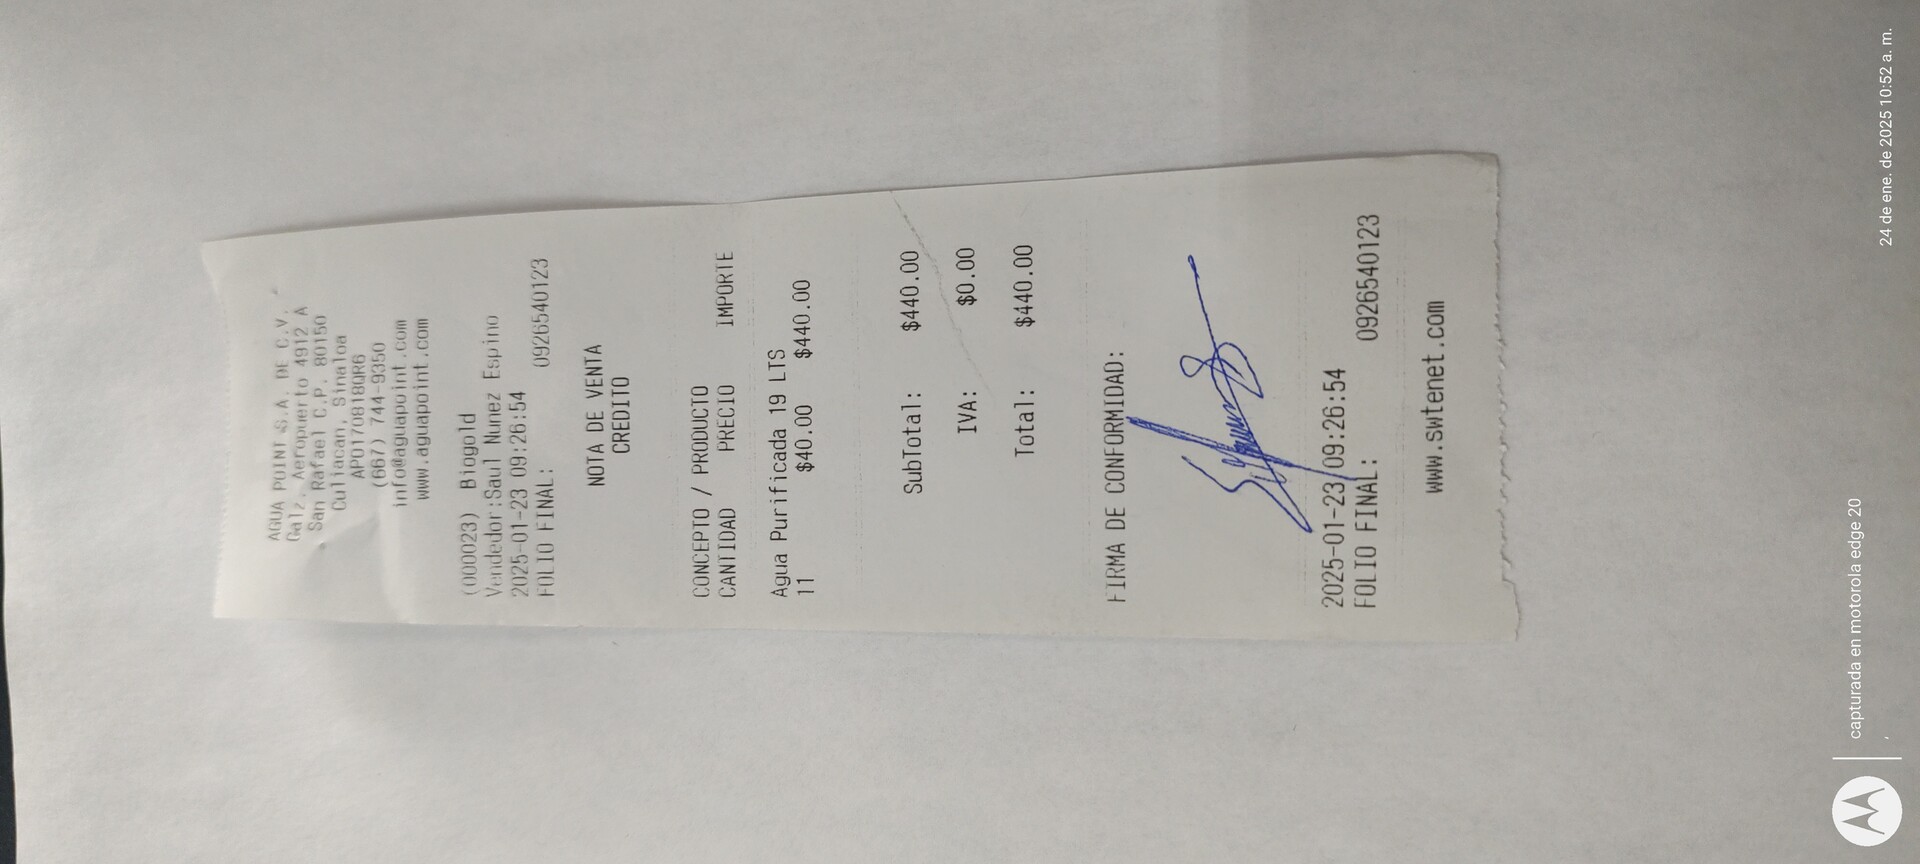 AGUA POINT S.A. DE C.V.
Galz. Aeropuerto 4912 A
San Rafael C.P. 80150
Culiacan, Sinaloa
APO170818QR6
(667) 744-9350
info@aguapoint.com
www.aguapoint.com
(000023) Biogold
Vendedor:Saul Nunez Espino
2025-01-23 09:26:54
FOLIO FINAL: 0926540123
NOTA DE VENTA
CREDITO
CONCEPTO / PRODUCTO
CANTIDAD PRECIO IMPORTE
Agua Purificada 19 LTS
11 $40.00 $440.00
SubTotal: $440.00
IVA: $0.00
Total: $440.00
FIRMA DE CONFORMIDAD:
2025-01-23 09:26:54
FOLIO FINAL: 0926540123
www.swtenet.com
capturada en motorola edge 20
24 de ene. de 2025 10:52 a. m.